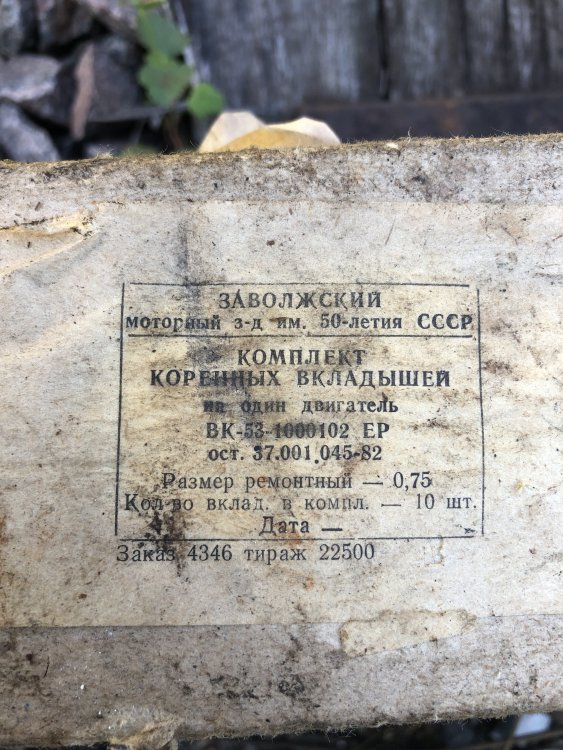 ЗАВОЛЖСКИЙ
моторный з-д им. 50-летия СССР
КОМПЛЕКТ
КОРЕННЫХ ВКЛАДЫШЕЙ
на один двигатель
ВК-53-1000102 ЕР
ост. 37.001.045-82
Размер ремонтный — 0,75
Кол-во вклад. в компл. — 10 шт.
Дата —
Заказ 4346 тираж 22500